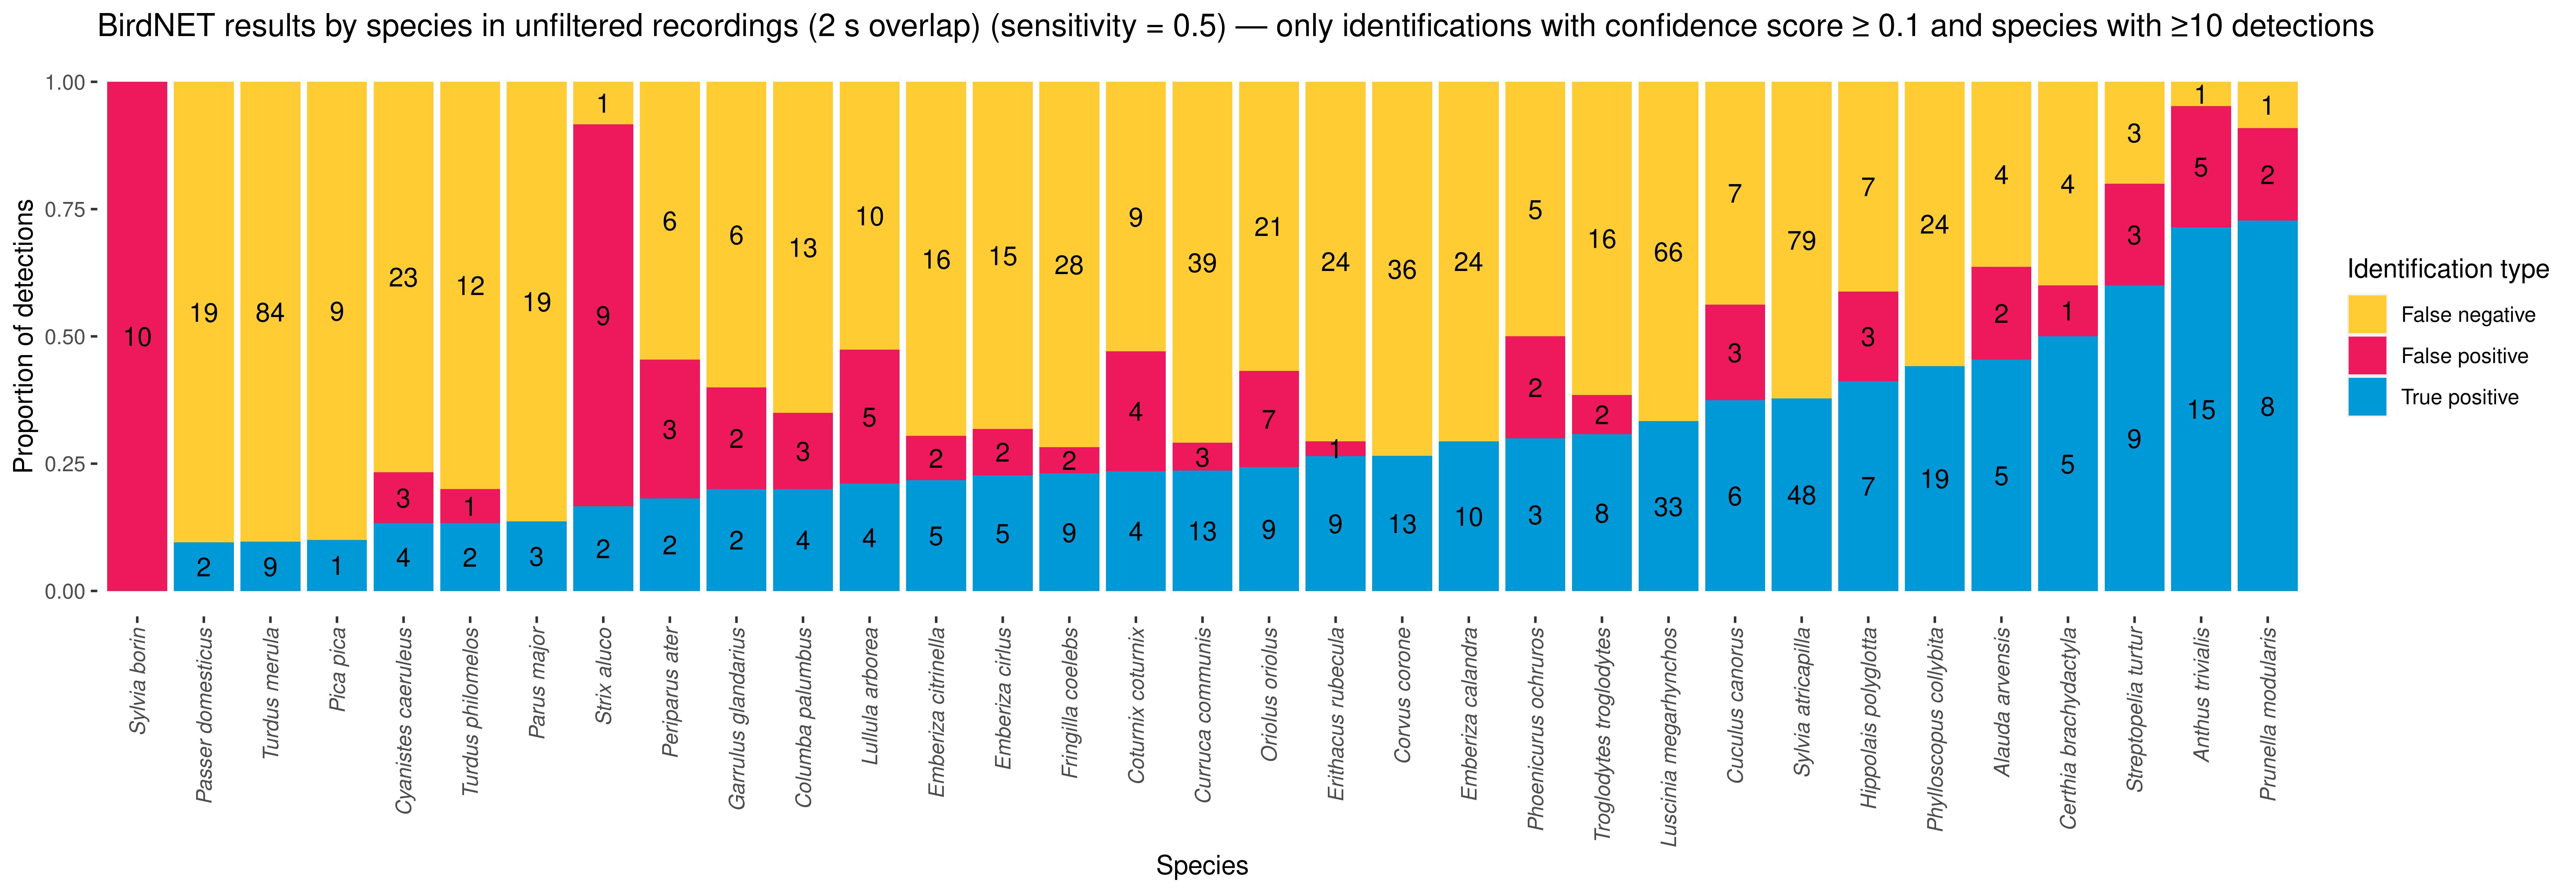 BirdNET results by species in unfiltered recordings (2 s overlap) (sensitivity = 0.5) — only identifications with confidence score ≥ 0.1 and species with ≥10 detections
Proportion of detections
1.00
0.75
0.50
0.25
0.00
10
19
2
84
9
9
1
23
3
4
12
1
2
19
3
1
9
2
6
3
2
6
2
2
13
3
4
10
5
4
16
2
5
15
2
5
28
2
9
9
4
4
39
3
13
21
7
9
24
1
9
36
13
24
10
5
2
3
16
2
8
66
33
7
3
6
79
48
7
3
7
24
19
4
2
5
4
1
5
3
3
9
1
5
15
1
2
8
Sylvia borin
Passer domesticus
Turdus merula
Pica pica
Cyanistes caeruleus
Turdus philomelos
Parus major
Strix aluco
Periparus ater
Garrulus glandarius
Columba palumbus
Lullula arborea
Emberiza citrinella
Emberiza cirlus
Fringilla coelebs
Coturnix coturnix
Curruca communis
Oriolus oriolus
Erithacus rubecula
Corvus corone
Emberiza calandra
Phoenicurus ochruros
Troglodytes troglodytes
Luscinia megarhynchos
Cuculus canorus
Sylvia atricapilla
Hippolais polyglotta
Phylloscopus collybita
Alauda arvensis
Certhia brachydactyla
Streptopelia turtur
Anthus trivialis
Prunella modularis
Species
Identification type
False negative
False positive
True positive